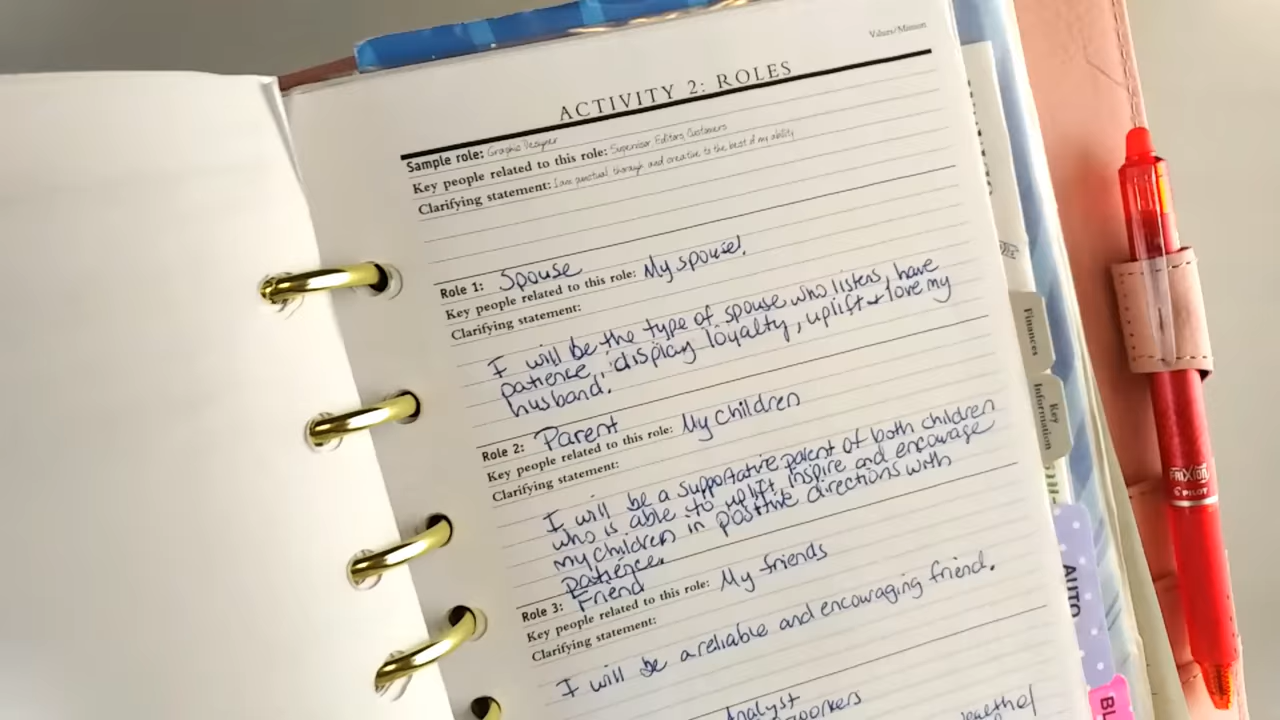 Values/Mission
ACTIVITY 2: ROLES
Sample role: Graphic Designer
Key people related to this role: Supervisor, Editors, Customers
Clarifying statement: I am punctual, thorough and creative to the best of my ability
Role 1: Spouse
Key people related to this role: My spouse!
Clarifying statement:
I will be the type of spouse who listens, have
patience, display loyalty, uplift + love my
husband.
Role 2: Parent
Key people related to this role: My children
Clarifying statement:
I will be a supportative parent of both children
who is able to uplift inspire and encourage
my children in positive directions with
patience.
Role 3: Friend
Key people related to this role: My friends
Clarifying statement:
I will be a reliable and encouraging friend.
Analyst
Finances
Key
Information
AUTO
FRIXION
PILOT